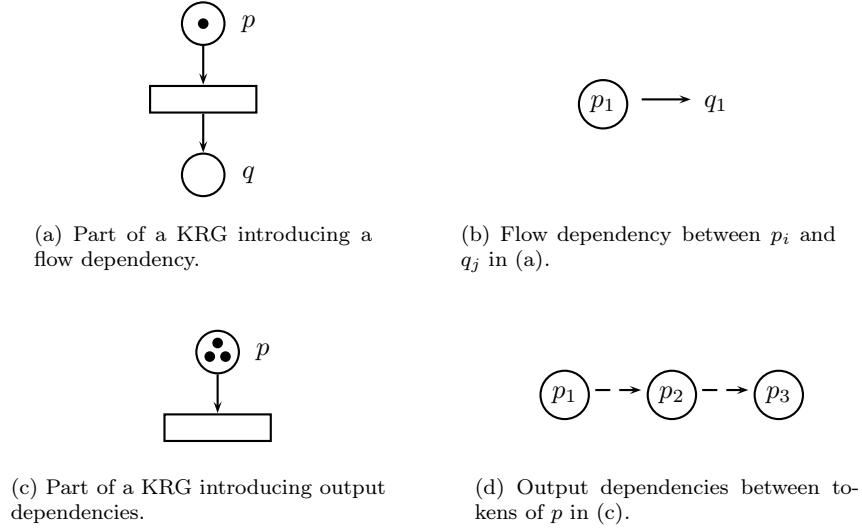 p
q
p₁ q₁
(a) Part of a KRG introducing a
flow dependency.
(b) Flow dependency between pᵢ and
qⱼ in (a).
p
p₁ p₂ p₃
(c) Part of a KRG introducing output
dependencies.
(d) Output dependencies between to-
kens of p in (c).